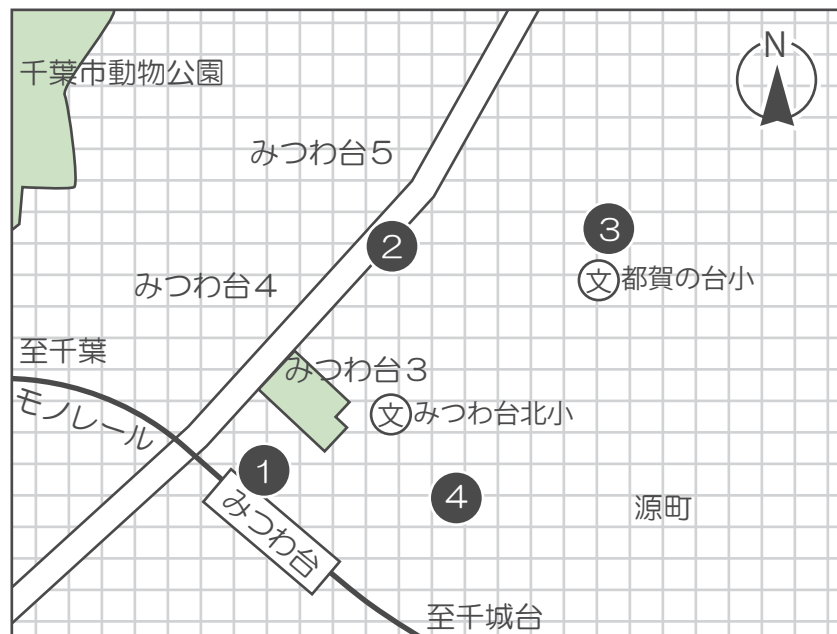 N
千葉市動物公園
みつわ台5
2
3
都賀の台小
文
みつわ台4
至千葉
みつわ台3
モノレール
文
みつわ台北小
1
4
みつわ台
源町
至千城台